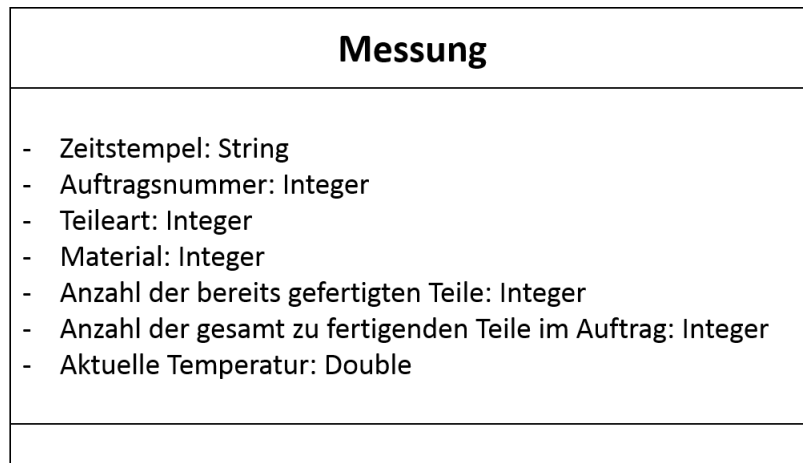 Messung
- Zeitstempel: String
- Auftragsnummer: Integer
- Teileart: Integer
- Material: Integer
- Anzahl der bereits gefertigten Teile: Integer
- Anzahl der gesamt zu fertigenden Teile im Auftrag: Integer
- Aktuelle Temperatur: Double